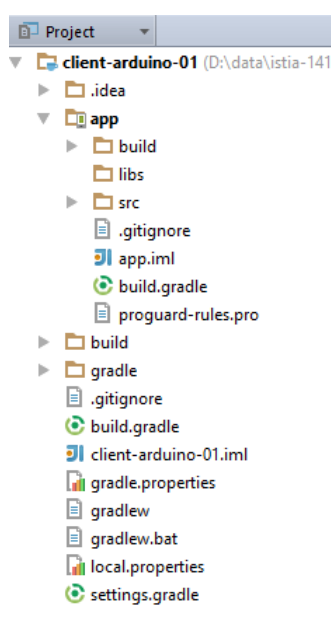 Project
client-arduino-01 (D:\data\istia-141
.idea
app
build
libs
src
.gitignore
app.iml
build.gradle
proguard-rules.pro
build
gradle
.gitignore
build.gradle
client-arduino-01.iml
gradle.properties
gradlew
gradlew.bat
local.properties
settings.gradle